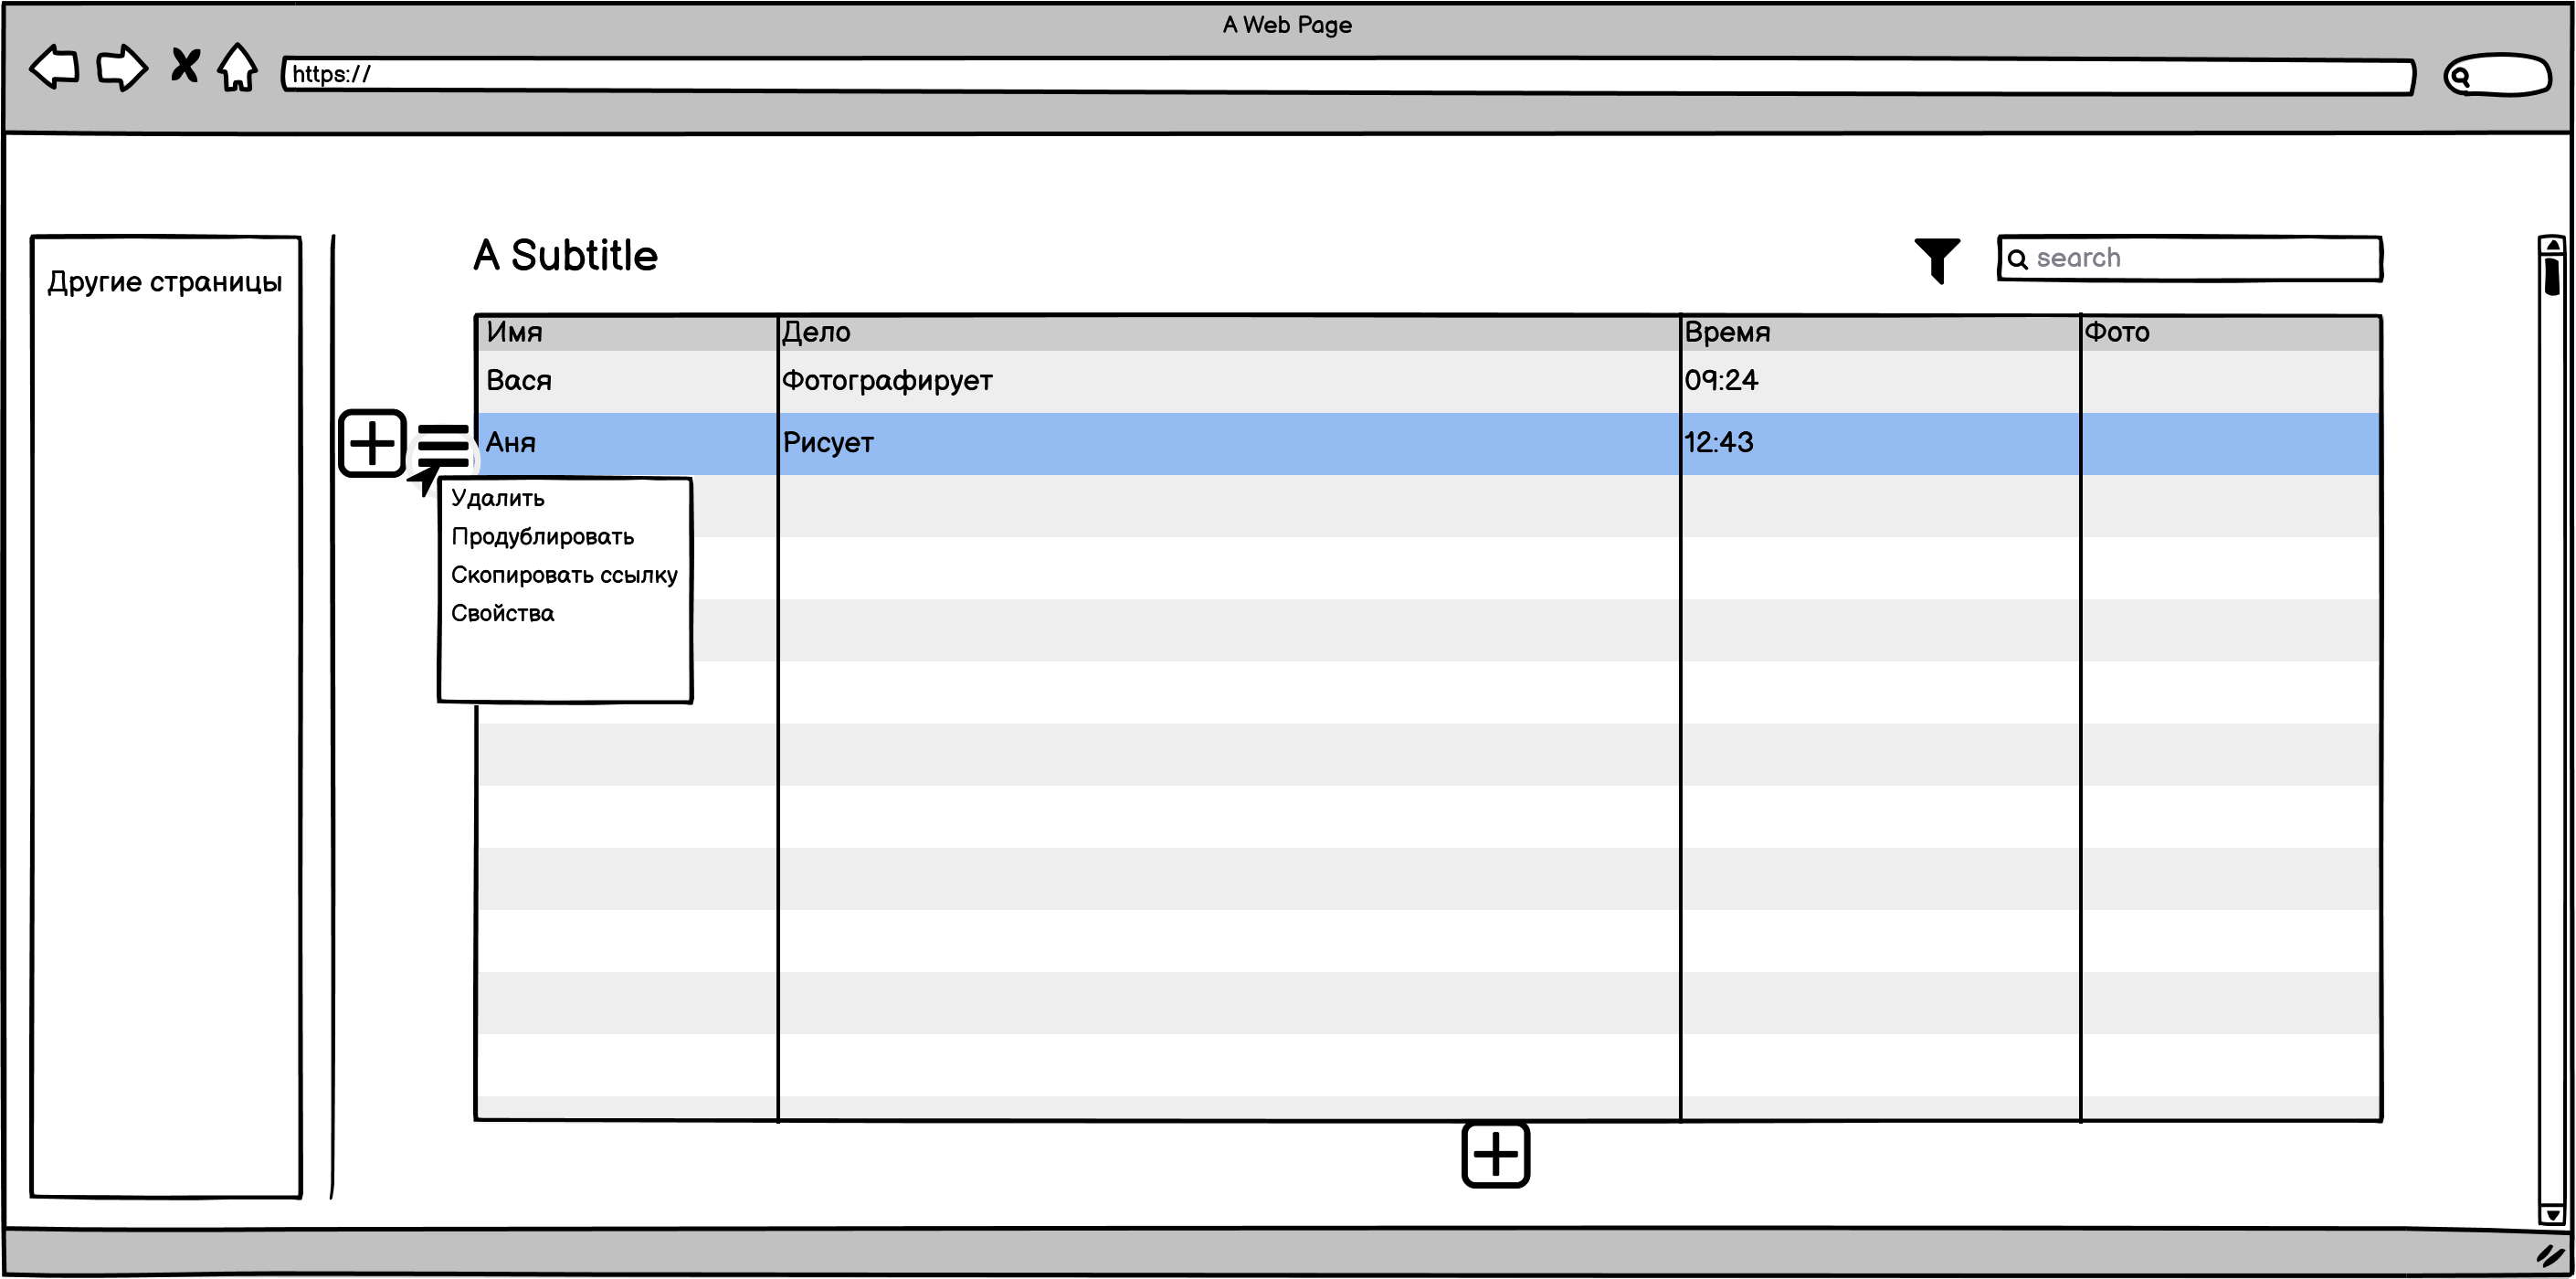 A Web Page
https://
Другие страницы
A Subtitle
search
Имя Дело Время Фото
Вася Фотографирует 09:24
Аня Рисует 12:43
Удалить
Продублировать
Скопировать ссылку
Свойства